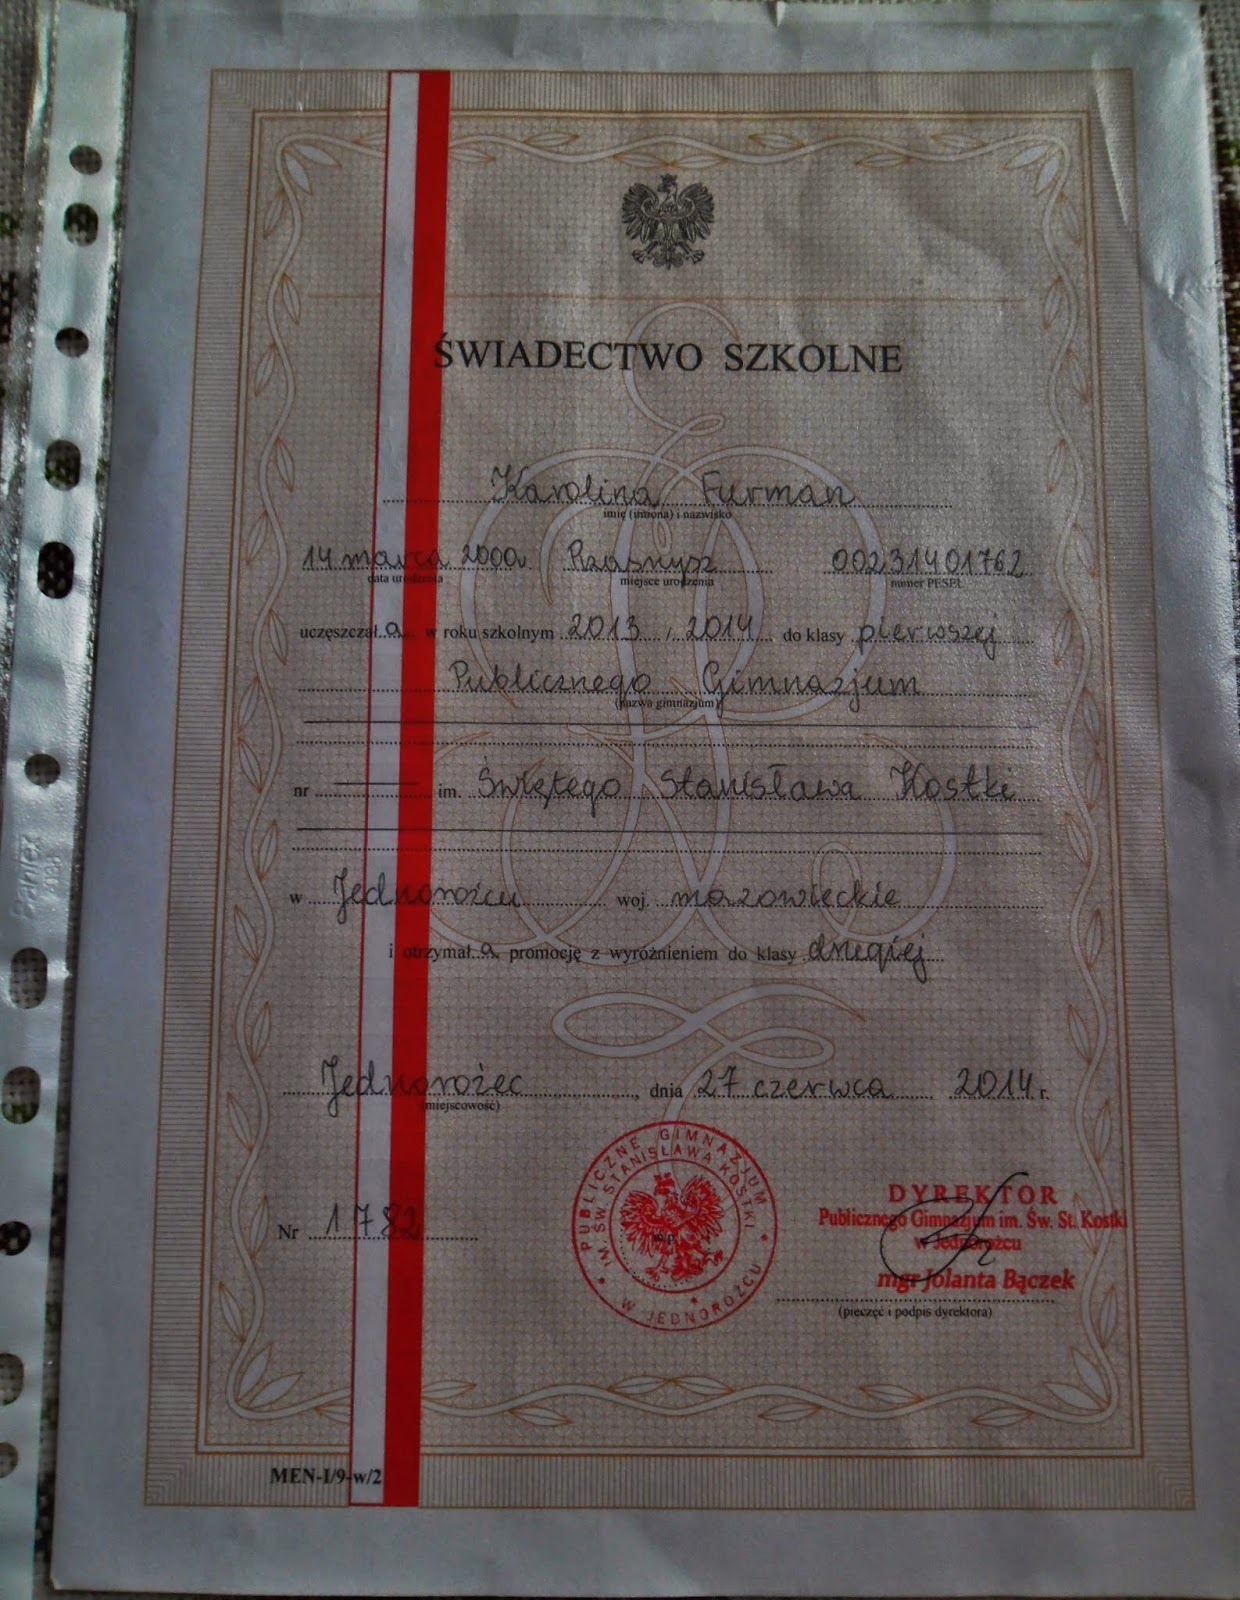 ŚWIADECTWO SZKOLNE
Karolina Furman
imię (imiona) i nazwisko
14 marca 2000 Przasnysz 00231401762
data urodzenia miejsce urodzenia numer PESEL
uczęszczał a w roku szkolnym 2013 / 2014 do klasy pierwszej
Publicznego Gimnazjum
(nazwa gimnazjum)
nr — im. Świętego Stanisława Kostki
w Jednorożcu woj. mazowieckie
i otrzymał a promocję z wyróżnieniem do klasy drugiej
Jednorożec, dnia 27 czerwca 2014 r.
(miejscowość)
PUBLICZNE GIMNAZJUM
IM. ŚW. STANISŁAWA KOSTKI
W JEDNOROŻCU
DYREKTOR
Publicznego Gimnazjum im. Św. St. Kostki
w Jednorożcu
mgr Jolanta Bączek
(pieczęć i podpis dyrektora)
Nr 1782
MEN-I/9-w/2